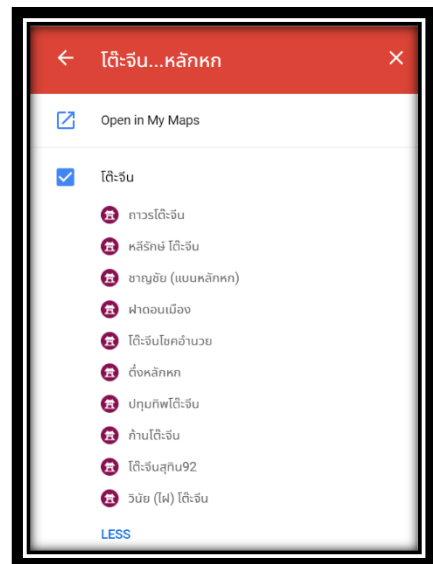 โต๊ะจีน...หลักหก
Open in My Maps
โต๊ะจีน
ถาวรโต๊ะจีน
หลีรักษ์ โต๊ะจีน
ชาญชัย (แบนหลักหก)
ฝาดอนเมือง
โต๊ะจีนโชคอำนวย
ตึ๋งหลักหก
ปทุมทิพโต๊ะจีน
ก้านโต๊ะจีน
โต๊ะจีนสุทิน92
วินัย (ไฝ) โต๊ะจีน
LESS